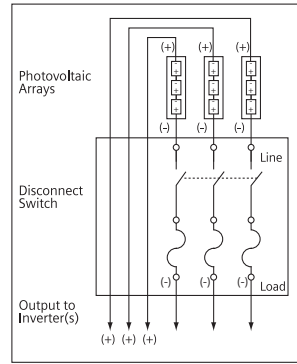 (+) (+) (+)
Photovoltaic
Arrays
(-) (-) (-)
Line
Disconnect
Switch
(-) (-) (-)
Load
Output to
Inverter(s)
(+) (+) (+)